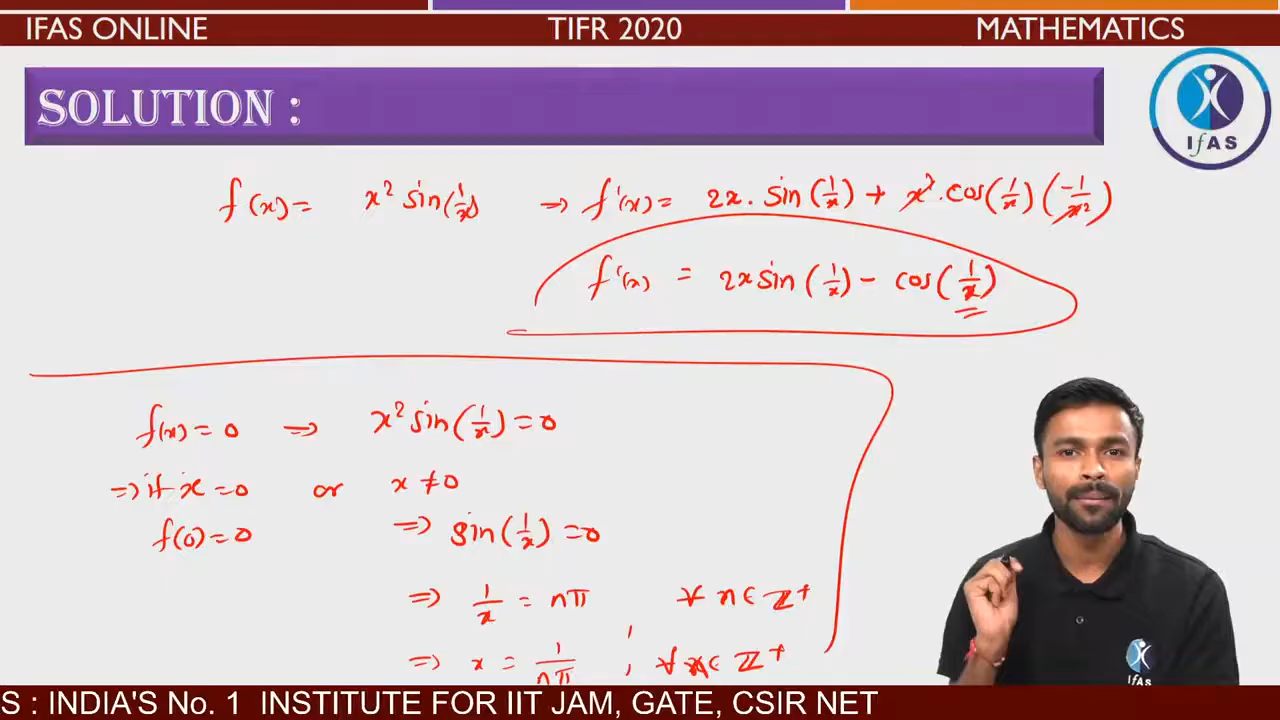 IFAS ONLINE TIFR 2020 MATHEMATICS
SOLUTION :
IfAS
f(x) = x² sin(1/x) ⇒ f'(x) = 2x. sin(1/x) + x². cos(1/x) (-1/x²)
f'(x) = 2x sin(1/x) - cos(1/x)
f(x) = 0 ⇒ x² sin(1/x) = 0
⇒ if x = 0 or x ≠ 0
f(0) = 0 ⇒ sin(1/x) = 0
⇒ 1/x = nπ ∀ n ∈ ℤ⁺
⇒ x = 1/nπ ; ∀ n ∈ ℤ⁺
IfAS
S : INDIA'S No. 1 INSTITUTE FOR IIT JAM, GATE, CSIR NET